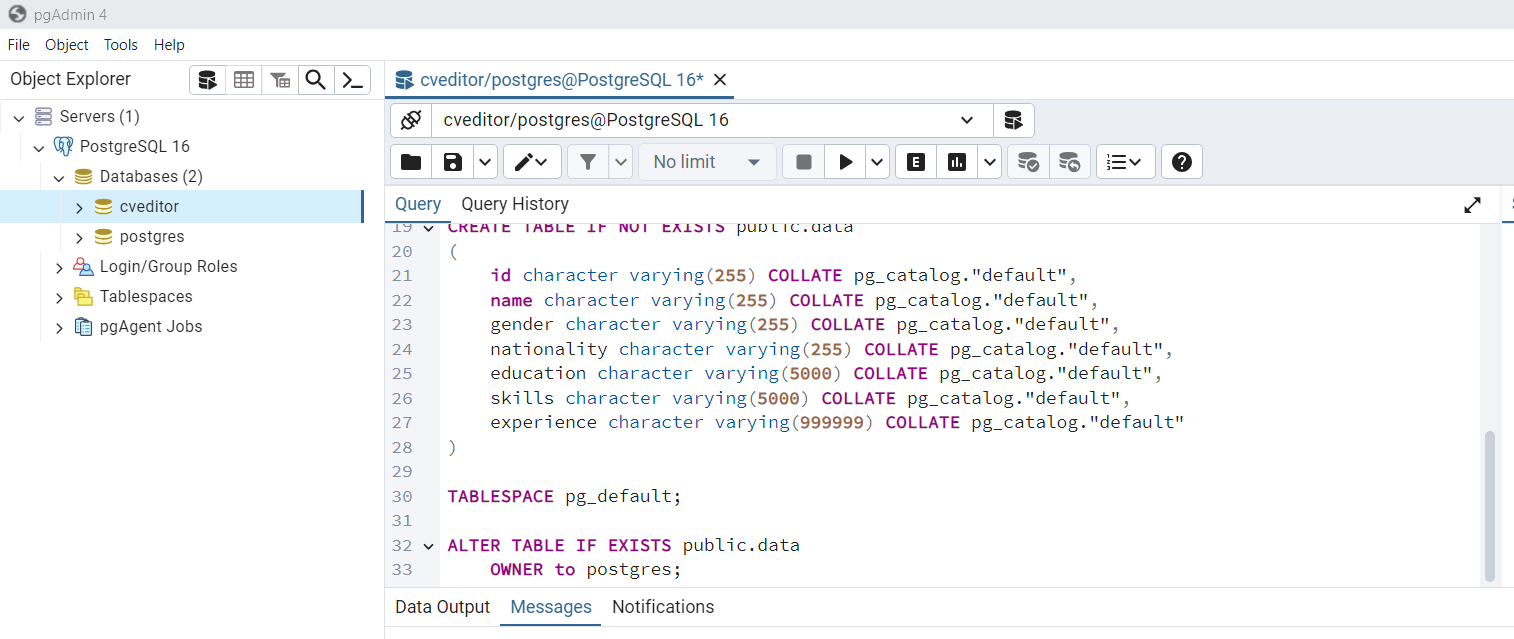 pgAdmin 4
File Object Tools Help
Object Explorer
Servers (1)
PostgreSQL 16
Databases (2)
cveditor
postgres
Login/Group Roles
Tablespaces
pgAgent Jobs
cveditor/postgres@PostgreSQL 16*
cveditor/postgres@PostgreSQL 16
No limit
E
Query Query History
19 CREATE TABLE IF NOT EXISTS public.data
20 (
21 id character varying(255) COLLATE pg_catalog."default",
22 name character varying(255) COLLATE pg_catalog."default",
23 gender character varying(255) COLLATE pg_catalog."default",
24 nationality character varying(255) COLLATE pg_catalog."default",
25 education character varying(5000) COLLATE pg_catalog."default",
26 skills character varying(5000) COLLATE pg_catalog."default",
27 experience character varying(999999) COLLATE pg_catalog."default"
28 )
29
30 TABLESPACE pg_default;
31
32 ALTER TABLE IF EXISTS public.data
33 OWNER to postgres;
Data Output Messages Notifications